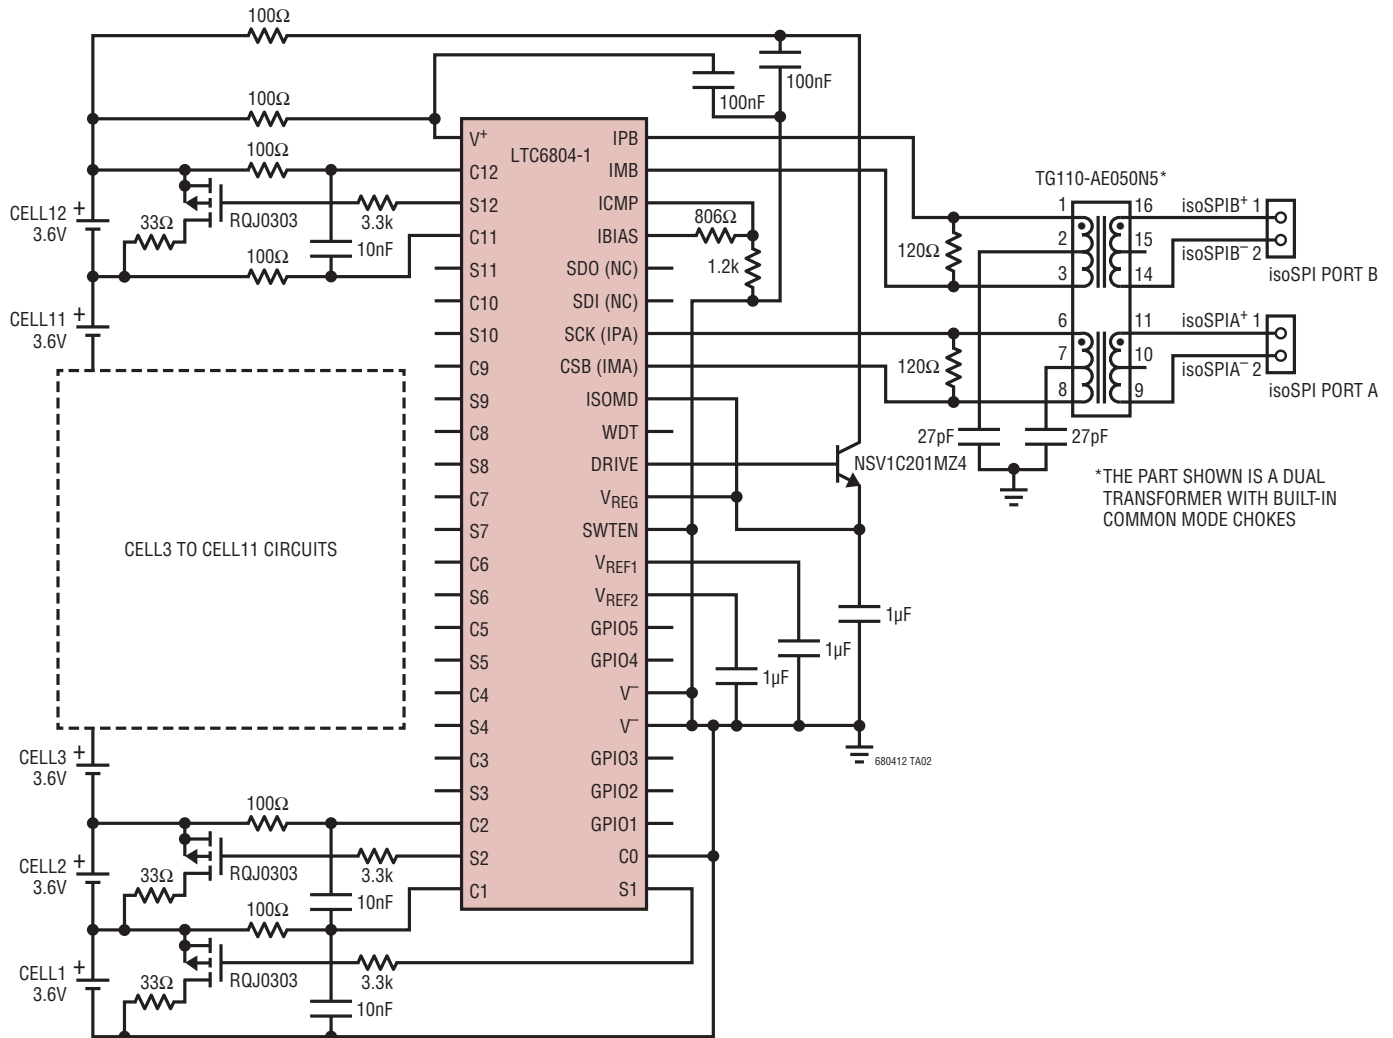 100Ω
100nF
100nF
100Ω
100Ω
CELL12
3.6V
+
33Ω
RQJ0303
3.3k
10nF
100Ω
CELL11
3.6V
+
CELL3 TO CELL11 CIRCUITS
CELL3
3.6V
+
100Ω
CELL2
3.6V
+
33Ω
RQJ0303
3.3k
10nF
100Ω
CELL1
3.6V
+
33Ω
RQJ0303
3.3k
10nF
LTC6804-1
V+
C12
S12
C11
S11
C10
S10
C9
S9
C8
S8
C7
S7
C6
S6
C5
S5
C4
S4
C3
S3
C2
S2
C1
IPB
IMB
ICMP
IBIAS
SDO (NC)
SDI (NC)
SCK (IPA)
CSB (IMA)
ISOMD
WDT
DRIVE
VREG
SWTEN
VREF1
VREF2
GPIO5
GPIO4
V–
V–
GPIO3
GPIO2
GPIO1
C0
S1
806Ω
1.2k
120Ω
120Ω
TG110-AE050N5*
1
2
3
6
7
8
16
15
14
11
10
9
isoSPIB+ 1
isoSPIB– 2
isoSPI PORT B
isoSPIA+ 1
isoSPIA– 2
isoSPI PORT A
27pF
27pF
NSV1C201MZ4
*THE PART SHOWN IS A DUAL
TRANSFORMER WITH BUILT-IN
COMMON MODE CHOKES
1µF
1µF
1µF
680412 TA02